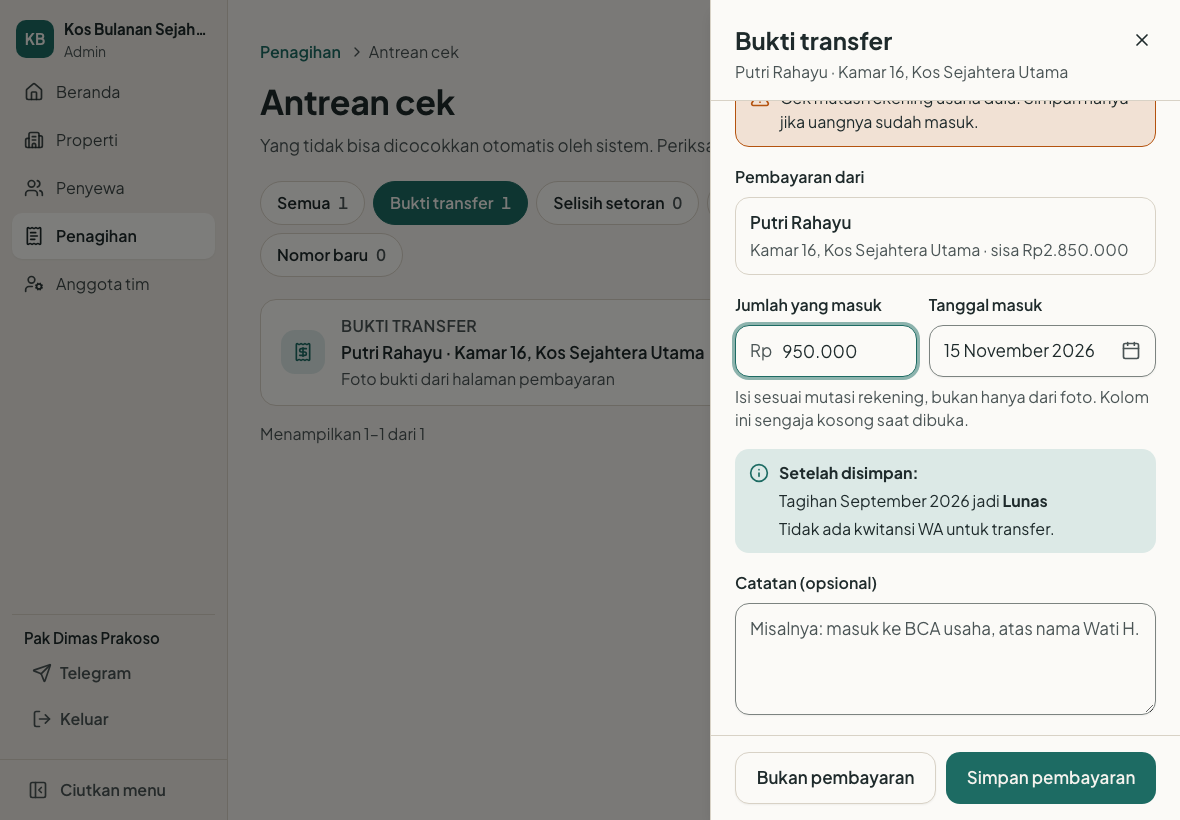 KB
Kos Bulanan Sejah…
Admin
Beranda
Properti
Penyewa
Penagihan
Anggota tim
Pak Dimas Prakoso
Telegram
Keluar
Ciutkan menu
Penagihan > Antrean cek
Antrean cek
Yang tidak bisa dicocokkan otomatis oleh sistem. Periksa
Semua 1
Bukti transfer 1
Selisih setoran 0
Nomor baru 0
BUKTI TRANSFER
Putri Rahayu · Kamar 16, Kos Sejahtera Utama
Foto bukti dari halaman pembayaran
Menampilkan 1–1 dari 1
Bukti transfer
Putri Rahayu · Kamar 16, Kos Sejahtera Utama
Cek mutasi rekening usaha dulu. Simpan hanya
jika uangnya sudah masuk.
Pembayaran dari
Putri Rahayu
Kamar 16, Kos Sejahtera Utama · sisa Rp2.850.000
Jumlah yang masuk
Rp 950.000
Tanggal masuk
15 November 2026
Isi sesuai mutasi rekening, bukan hanya dari foto. Kolom
ini sengaja kosong saat dibuka.
Setelah disimpan:
Tagihan September 2026 jadi Lunas
Tidak ada kwitansi WA untuk transfer.
Catatan (opsional)
Misalnya: masuk ke BCA usaha, atas nama Wati H.
Bukan pembayaran
Simpan pembayaran